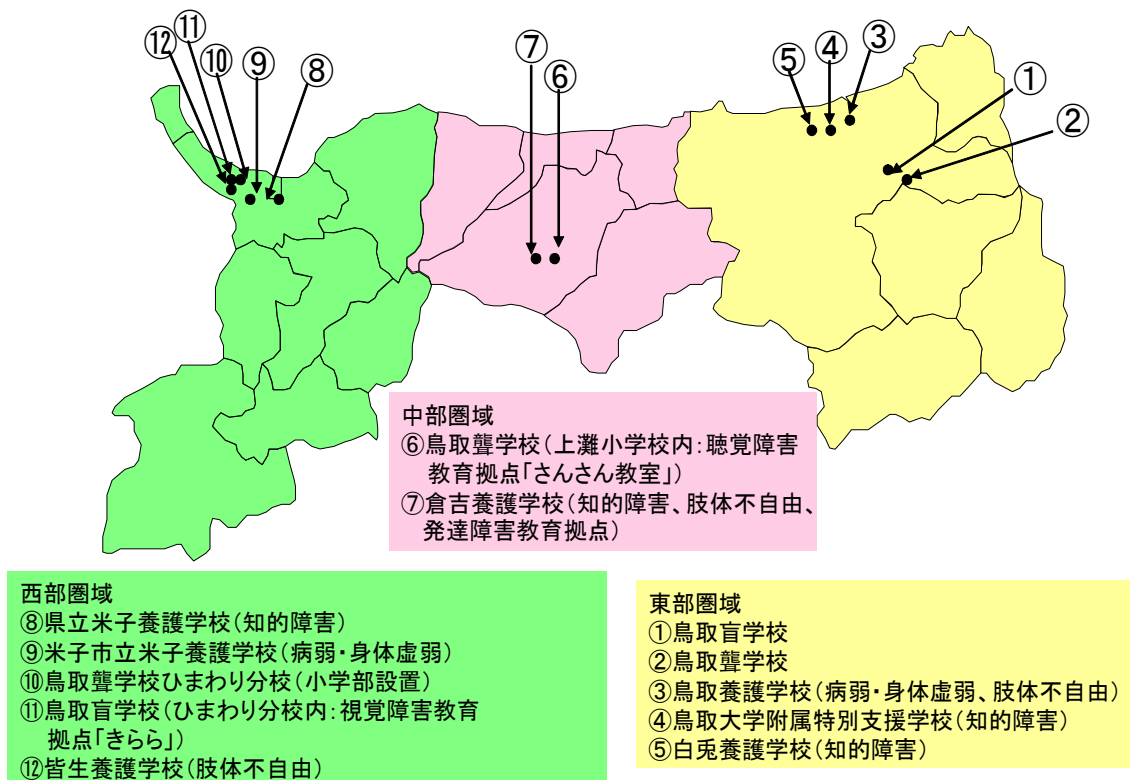 ⑪
⑫
⑩
⑨
⑧
⑦
⑥
⑤
④
③
①
②
中部圏域
⑥鳥取聾学校(上灘小学校内:聴覚障害
教育拠点「さんさん教室」)
⑦倉吉養護学校(知的障害、肢体不自由、
発達障害教育拠点)
西部圏域
⑧県立米子養護学校(知的障害)
⑨米子市立米子養護学校(病弱・身体虚弱)
⑩鳥取聾学校ひまわり分校(小学部設置)
⑪鳥取盲学校(ひまわり分校内:視覚障害教育
拠点「きらら」)
⑫皆生養護学校(肢体不自由)
東部圏域
①鳥取盲学校
②鳥取聾学校
③鳥取養護学校(病弱・身体虚弱、肢体不自由)
④鳥取大学附属特別支援学校(知的障害)
⑤白兎養護学校(知的障害)